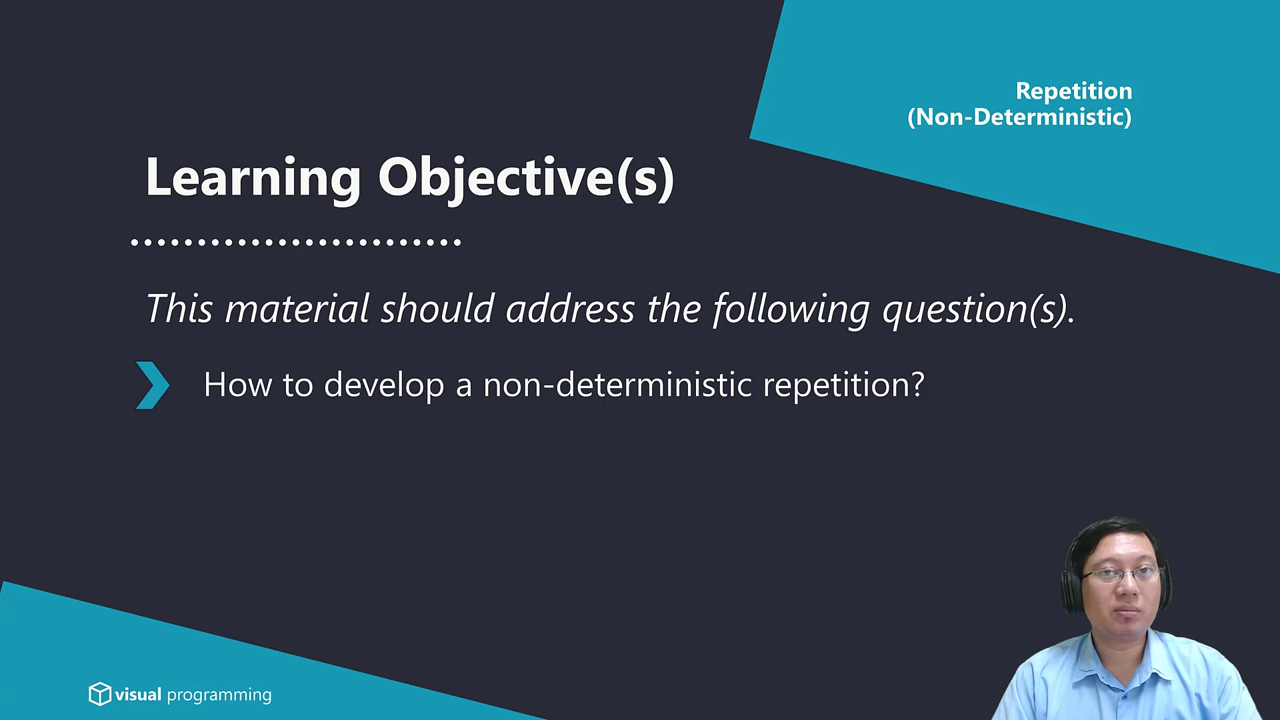 Repetition
(Non-Deterministic)
Learning Objective(s)
This material should address the following question(s).
How to develop a non-deterministic repetition?
visual programming